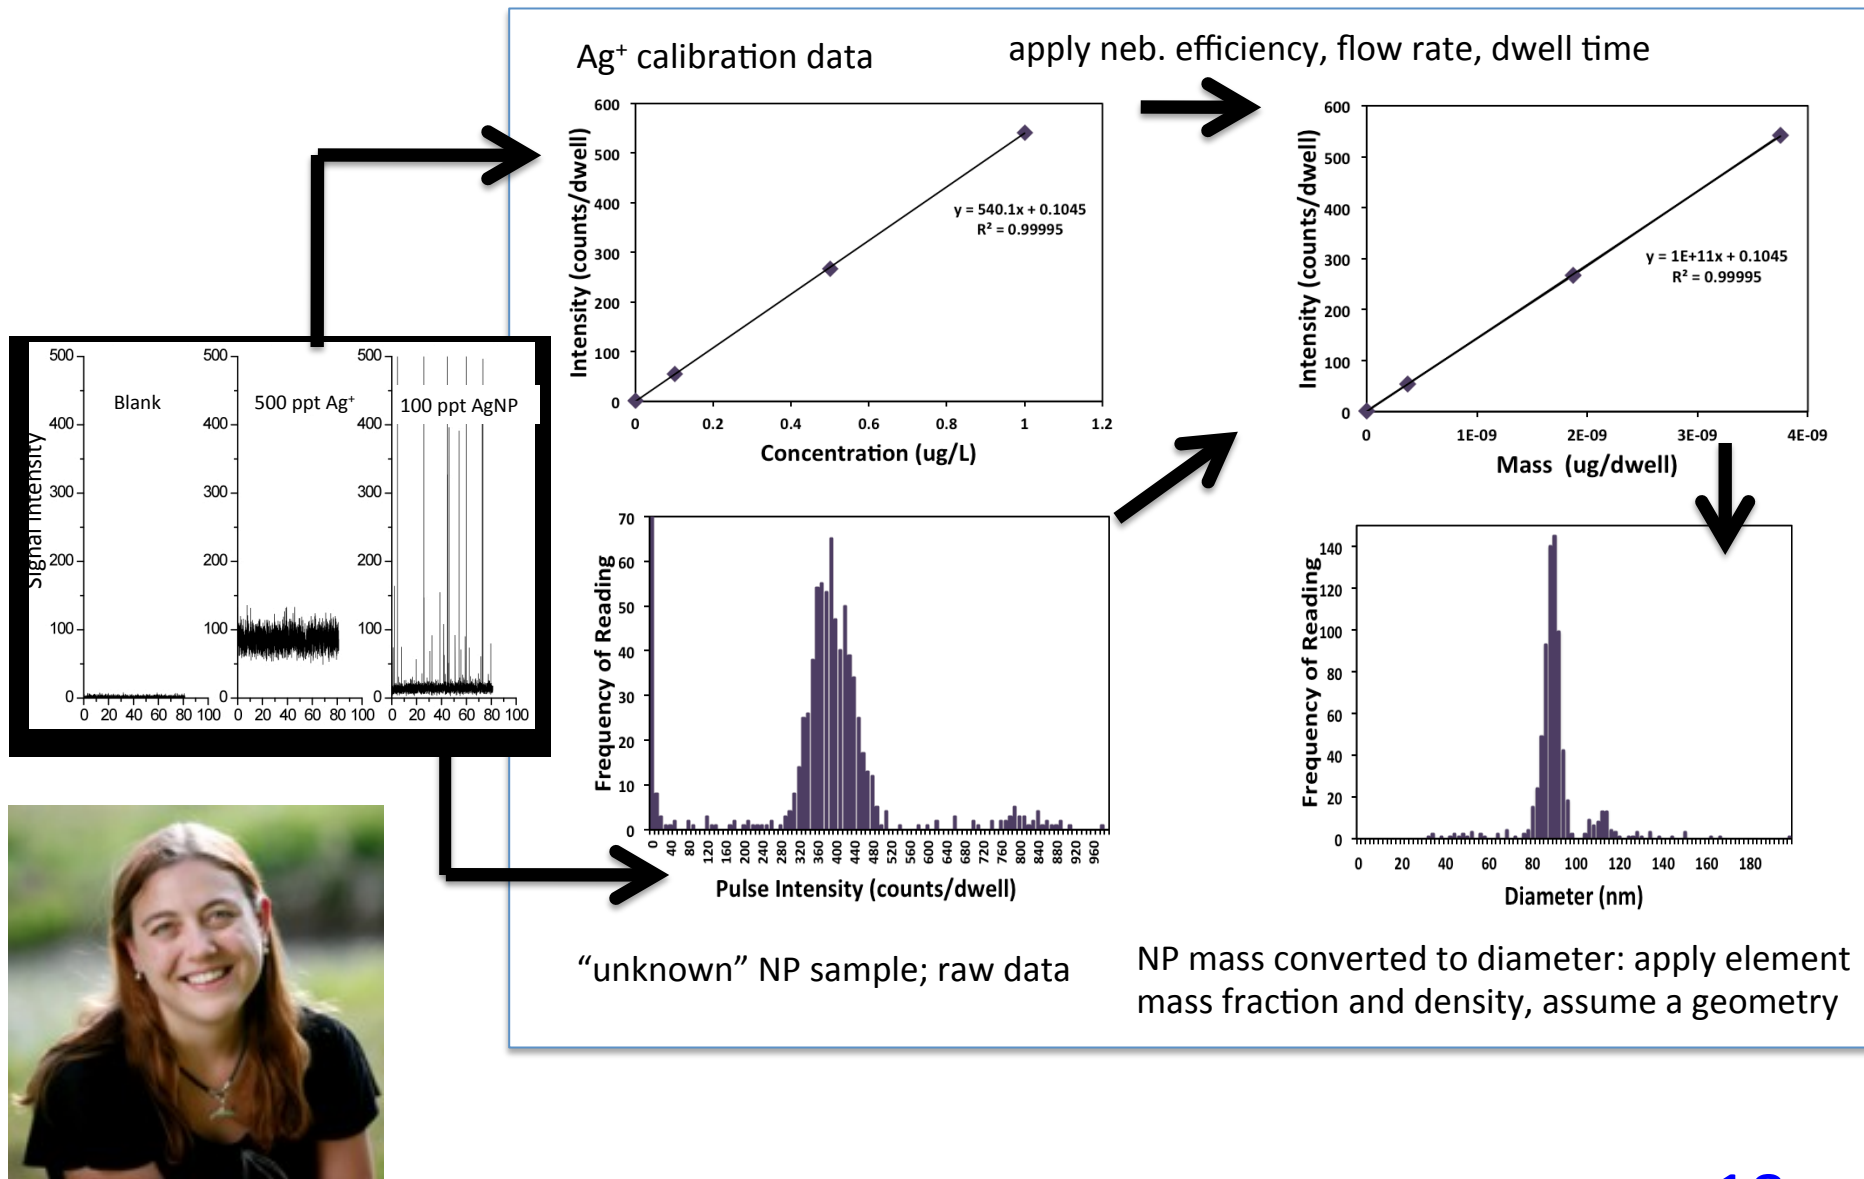 Ag⁺ calibration data
apply neb. efficiency, flow rate, dwell time
600
500
400
300
200
100
0
Intensity (counts/dwell)
y = 540.1x + 0.1045
R² = 0.99995
0 0.2 0.4 0.6 0.8 1 1.2
Concentration (ug/L)
600
500
400
300
200
100
0
Intensity (counts/dwell)
y = 1E+11x + 0.1045
R² = 0.99995
0 1E-09 2E-09 3E-09 4E-09
Mass (ug/dwell)
Signal Intensity
500
400
300
200
100
0
Blank
0 20 40 60 80 100
500
400
300
200
100
0
500 ppt Ag⁺
0 20 40 60 80 100
500
400
300
200
100
0
100 ppt AgNP
0 20 40 60 80 100
70
60
50
40
30
20
10
0
Frequency of Reading
0 40 80 120 160 200 240 280 320 360 400 440 480 520 560 600 640 680 720 760 800 840 880 920 960
Pulse Intensity (counts/dwell)
140
120
100
80
60
40
20
0
Frequency of Reading
0 20 40 60 80 100 120 140 160 180
Diameter (nm)
“unknown” NP sample; raw data
NP mass converted to diameter: apply element
mass fraction and density, assume a geometry